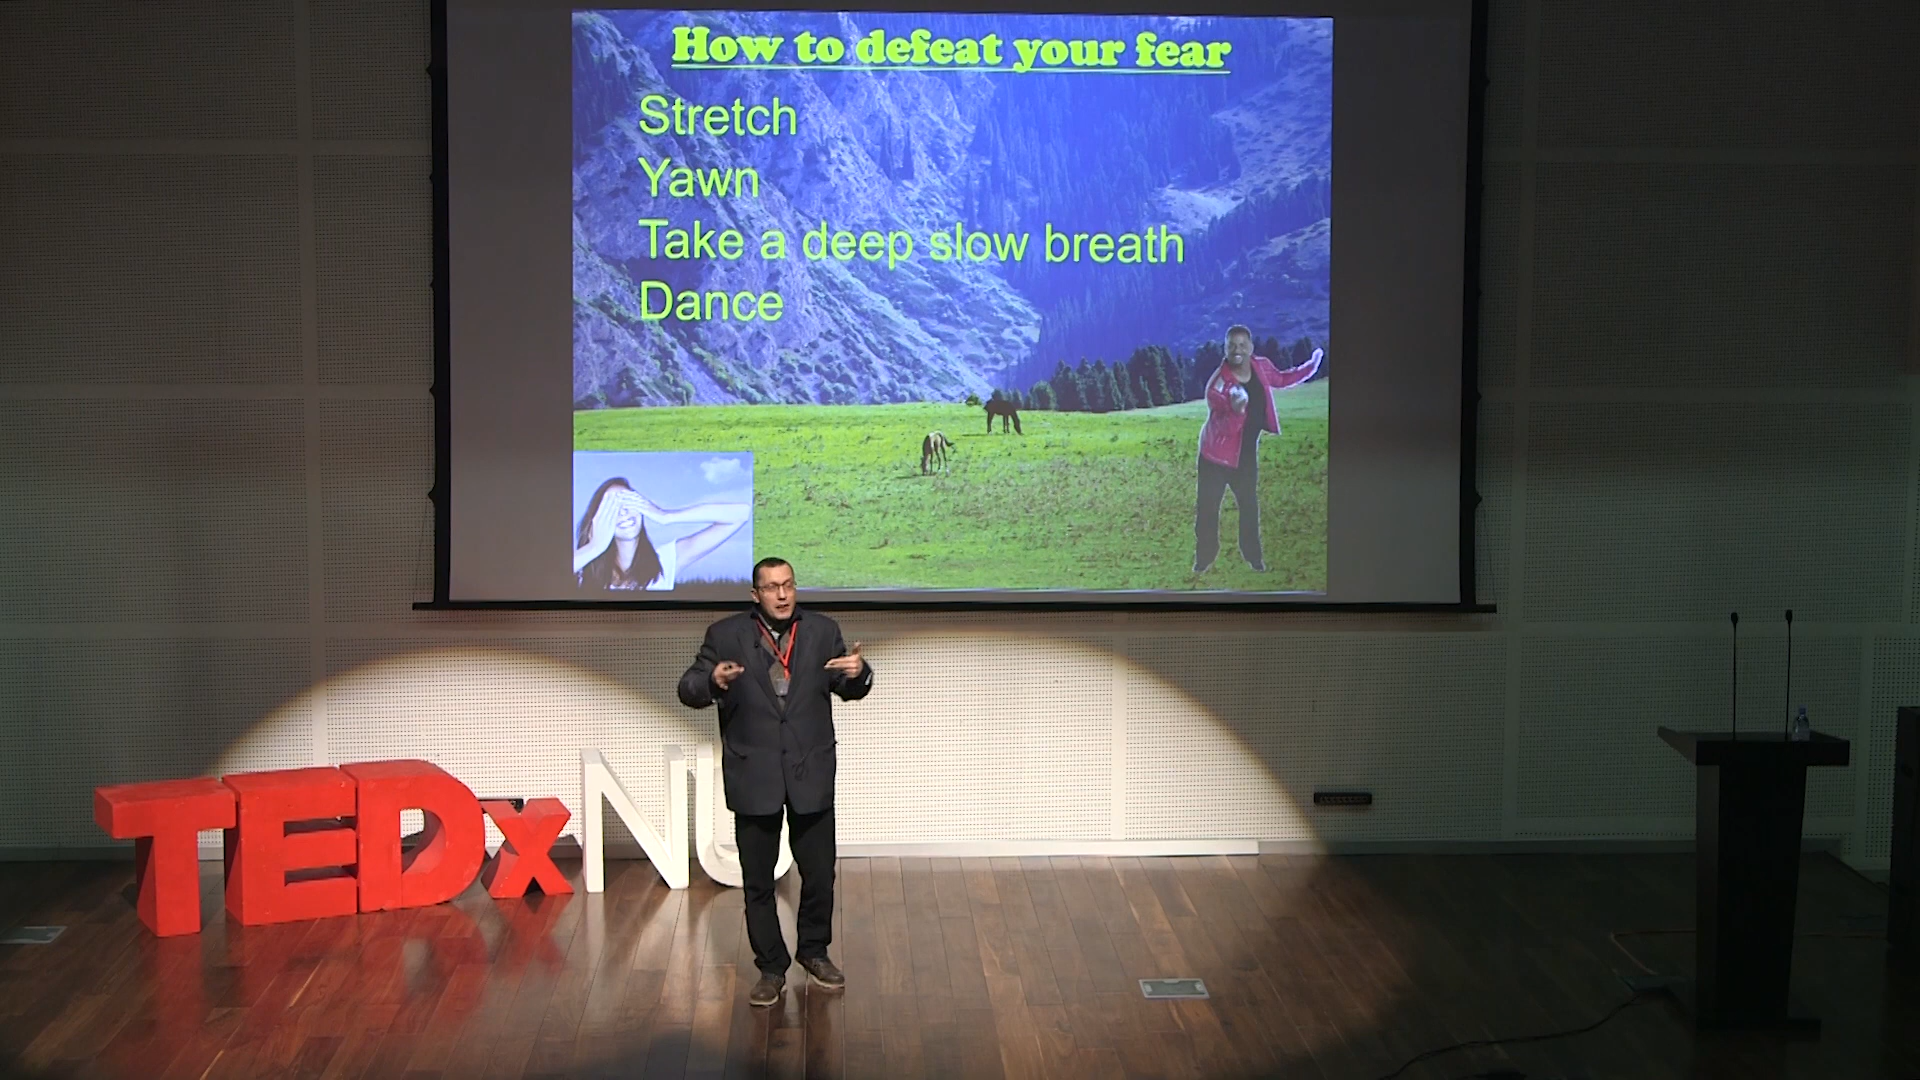 How to defeat your fear
Stretch
Yawn
Take a deep slow breath
Dance
TEDxNU